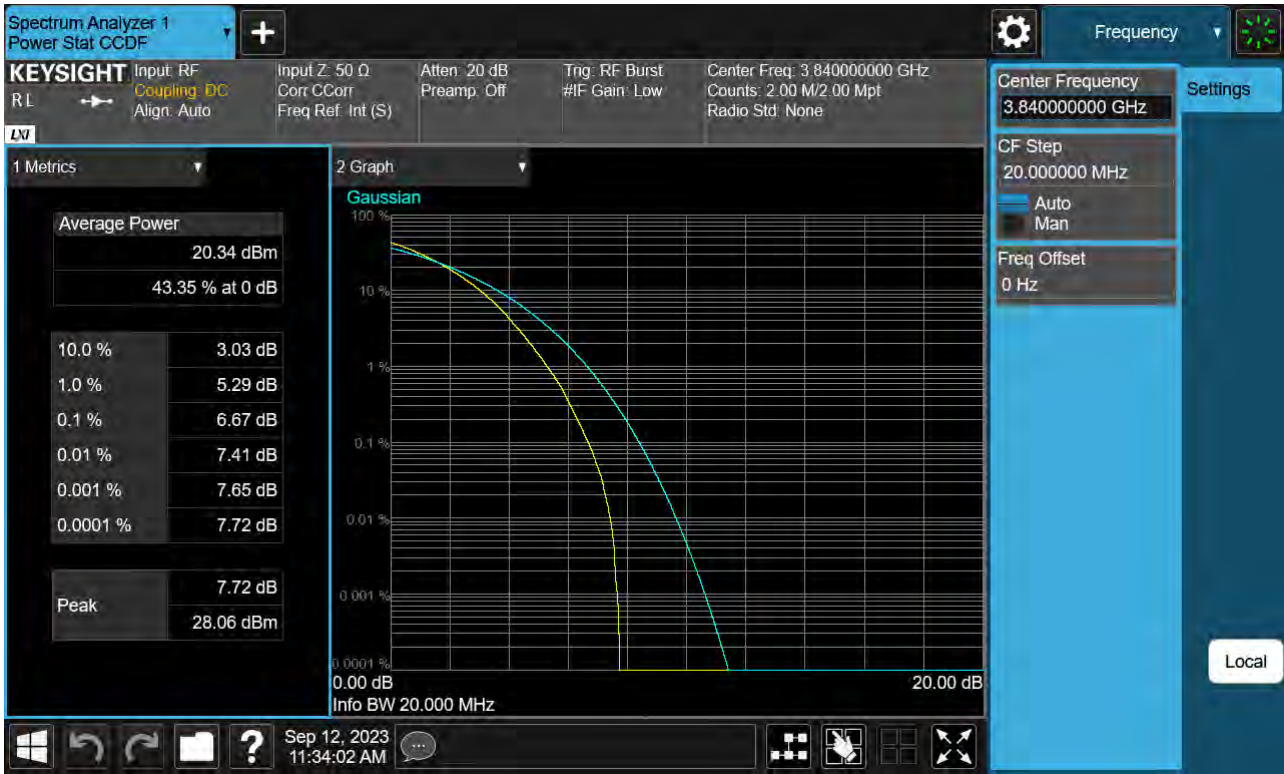 Spectrum Analyzer 1
Power Stat CCDF
+
Frequency
KEYSIGHT
RL
LXI
Input: RF
Coupling: DC
Align: Auto
Input Z: 50 Ω
Corr CCorr
Freq Ref: Int (S)
Atten: 20 dB
Preamp: Off
Trig: RF Burst
#IF Gain: Low
Center Freq: 3.840000000 GHz
Counts: 2.00 M/2.00 Mpt
Radio Std: None
Center Frequency
3.840000000 GHz
Settings
CF Step
20.000000 MHz
Auto
Man
Freq Offset
0 Hz
1 Metrics
Average Power
20.34 dBm
43.35 % at 0 dB
10.0 % 3.03 dB
1.0 % 5.29 dB
0.1 % 6.67 dB
0.01 % 7.41 dB
0.001 % 7.65 dB
0.0001 % 7.72 dB
Peak
7.72 dB
28.06 dBm
2 Graph
Gaussian
100 %
10 %
1 %
0.1 %
0.01 %
0.001 %
0.0001 %
0.00 dB 20.00 dB
Info BW 20.000 MHz
Local
?
Sep 12, 2023
11:34:02 AM